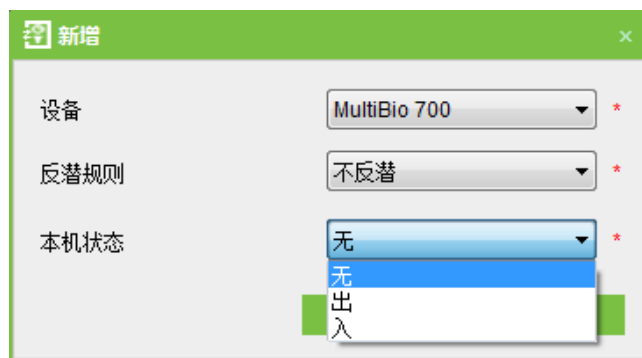 新增
设备 MultiBio 700 *
反潜规则 不反潜 *
本机状态 无 *
无
出
入